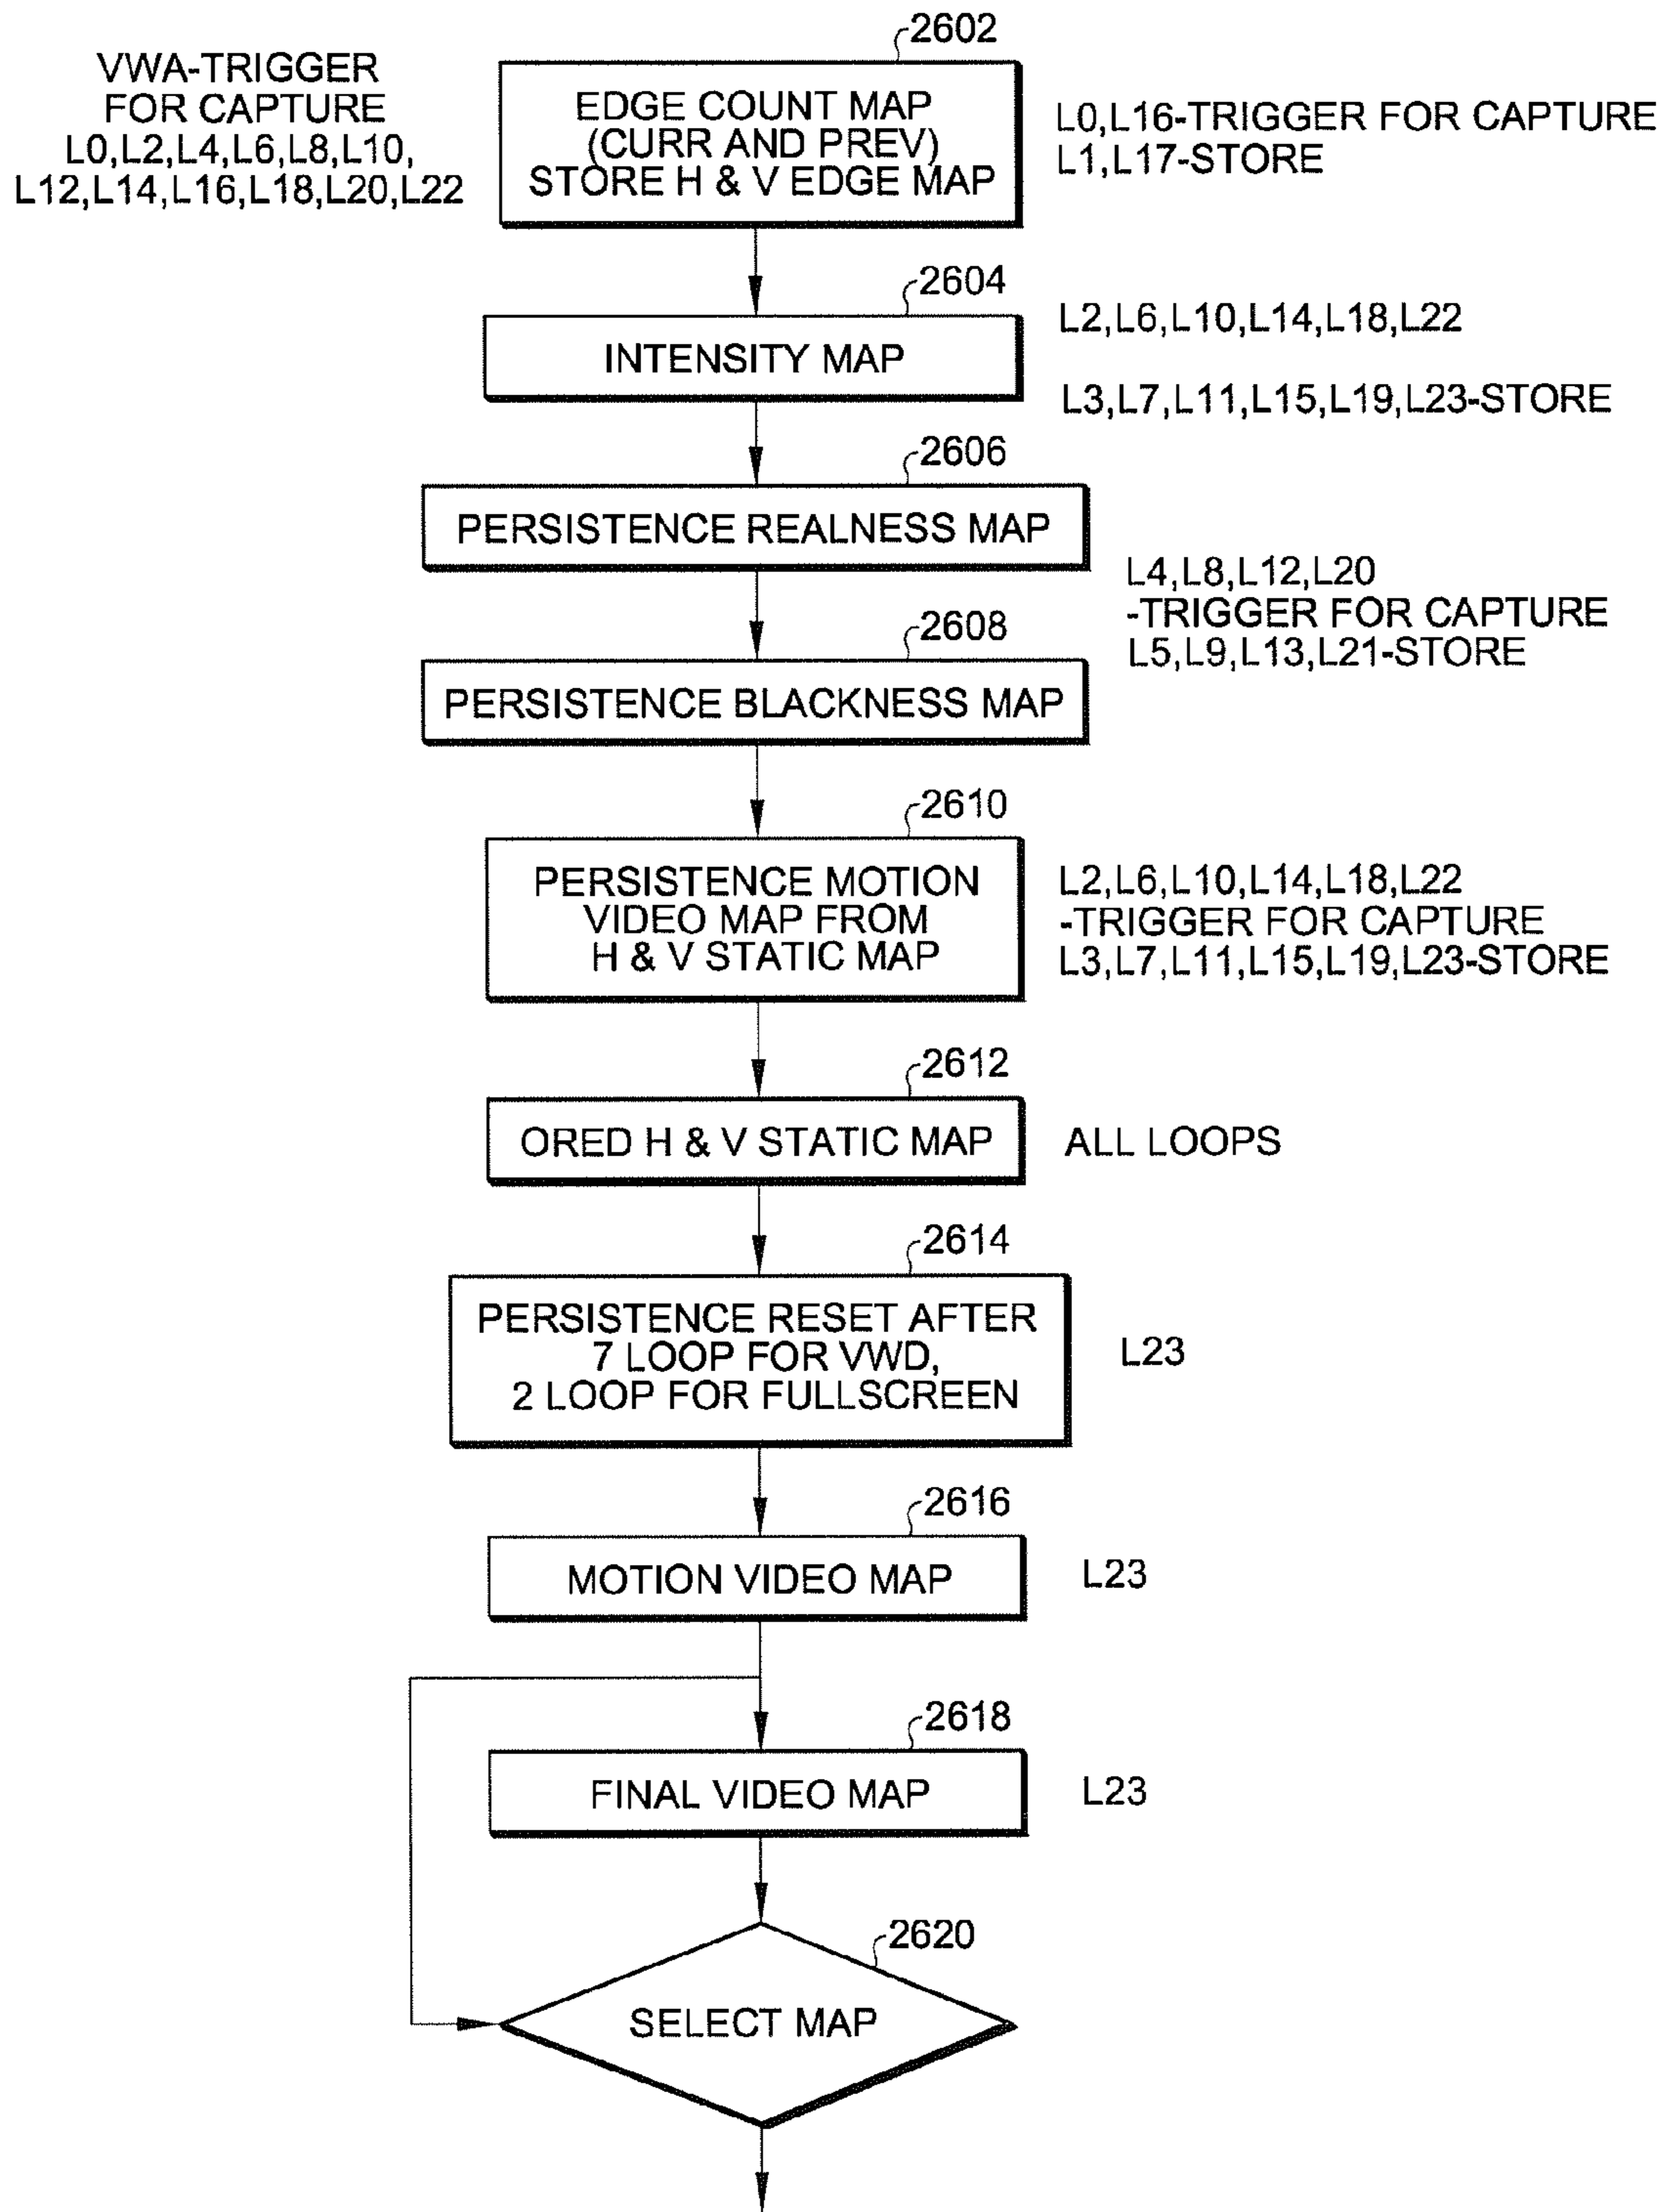 2602
VWA-TRIGGER
FOR CAPTURE
L0,L2,L4,L6,L8,L10,
L12,L14,L16,L18,L20,L22
EDGE COUNT MAP
(CURR AND PREV)
STORE H & V EDGE MAP
L0,L16-TRIGGER FOR CAPTURE
L1,L17-STORE
2604
INTENSITY MAP
L2,L6,L10,L14,L18,L22
L3,L7,L11,L15,L19,L23-STORE
2606
PERSISTENCE REALNESS MAP
L4,L8,L12,L20
-TRIGGER FOR CAPTURE
L5,L9,L13,L21-STORE
2608
PERSISTENCE BLACKNESS MAP
2610
PERSISTENCE MOTION
VIDEO MAP FROM
H & V STATIC MAP
L2,L6,L10,L14,L18,L22
-TRIGGER FOR CAPTURE
L3,L7,L11,L15,L19,L23-STORE
2612
ORED H & V STATIC MAP
ALL LOOPS
2614
PERSISTENCE RESET AFTER
7 LOOP FOR VWD,
2 LOOP FOR FULLSCREEN
L23
2616
MOTION VIDEO MAP
L23
2618
FINAL VIDEO MAP
L23
2620
SELECT MAP